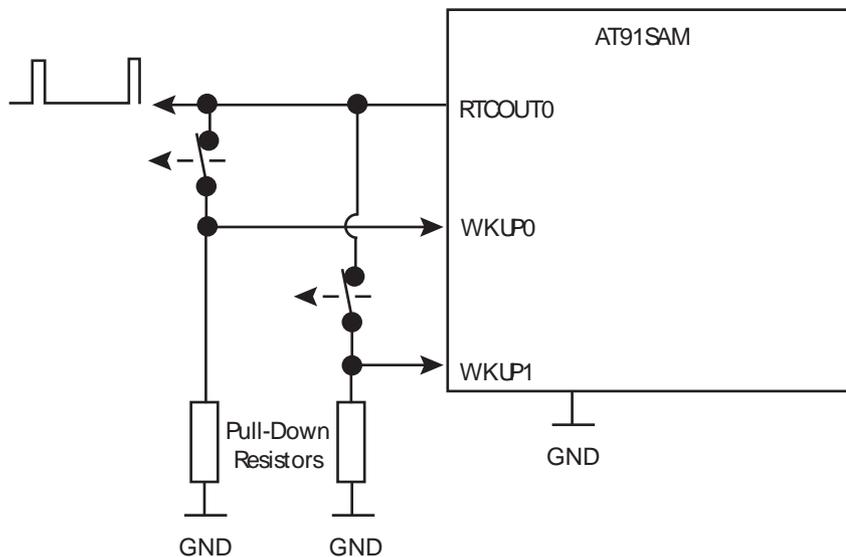 AT91SAM
RTCOUT0
WKUP0
WKUP1
Pull-Down
Resistors
GND
GND
GND